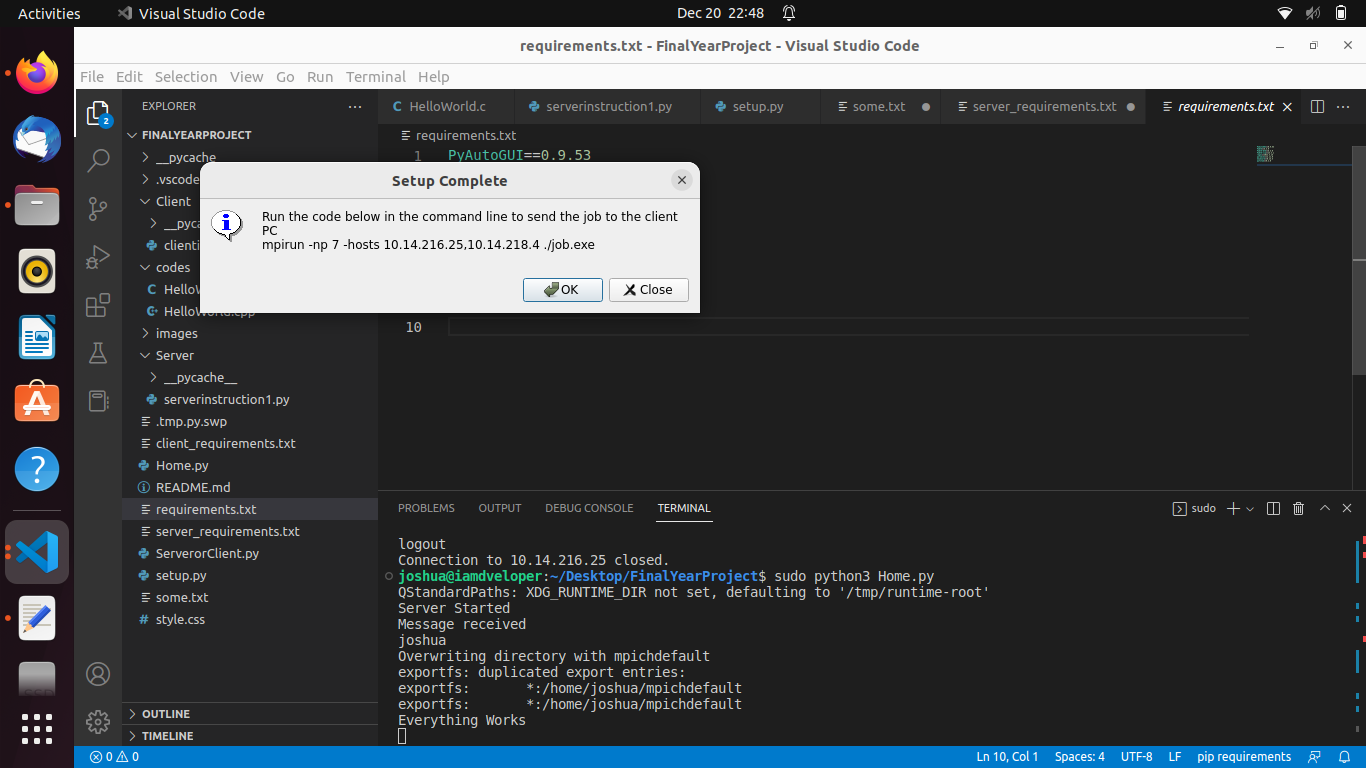 Activities
Visual Studio Code
Dec 20 22:48
requirements.txt - FinalYearProject - Visual Studio Code
File Edit Selection View Go Run Terminal Help
2
EXPLORER
FINALYEARPROJECT
__pycache__
.vscode
Client
__pyca
clienti
codes
HelloW
HelloWorld.cpp
images
Server
__pycache__
serverinstruction1.py
.tmp.py.swp
client_requirements.txt
Home.py
README.md
requirements.txt
server_requirements.txt
ServerorClient.py
setup.py
some.txt
style.css
OUTLINE
TIMELINE
HelloWorld.c
serverinstruction1.py
setup.py
some.txt
server_requirements.txt
requirements.txt
requirements.txt
1 PyAutoGUI==0.9.53
10
Setup Complete
Run the code below in the command line to send the job to the client
PC
mpirun -np 7 -hosts 10.14.216.25,10.14.218.4 ./job.exe
OK
Close
PROBLEMS OUTPUT DEBUG CONSOLE TERMINAL
sudo
logout
Connection to 10.14.216.25 closed.
joshua@iamdveloper:~/Desktop/FinalYearProject$ sudo python3 Home.py
QStandardPaths: XDG_RUNTIME_DIR not set, defaulting to '/tmp/runtime-root'
Server Started
Message received
joshua
Overwriting directory with mpichdefault
exportfs: duplicated export entries:
exportfs: *:/home/joshua/mpichdefault
exportfs: *:/home/joshua/mpichdefault
Everything Works
0 0
Ln 10, Col 1 Spaces: 4 UTF-8 LF pip requirements